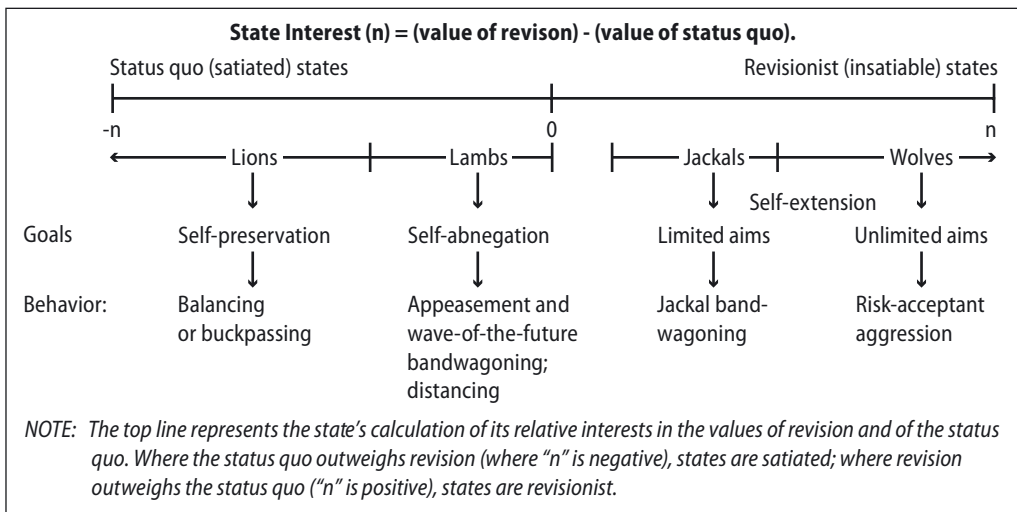 State Interest (n) = (value of revison) - (value of status quo).
Status quo (satiated) states Revisionist (insatiable) states
-n 0 n
Lions Lambs Jackals Wolves
Self-extension
Goals Self-preservation Self-abnegation Limited aims Unlimited aims
Behavior: Balancing Appeasement and Jackal band- Risk-acceptant
or buckpassing wave-of-the-future wagoning aggression
bandwagoning;
distancing
NOTE: The top line represents the state's calculation of its relative interests in the values of revision and of the status
quo. Where the status quo outweighs revision (where “n” is negative), states are satiated; where revision
outweighs the status quo (“n” is positive), states are revisionist.